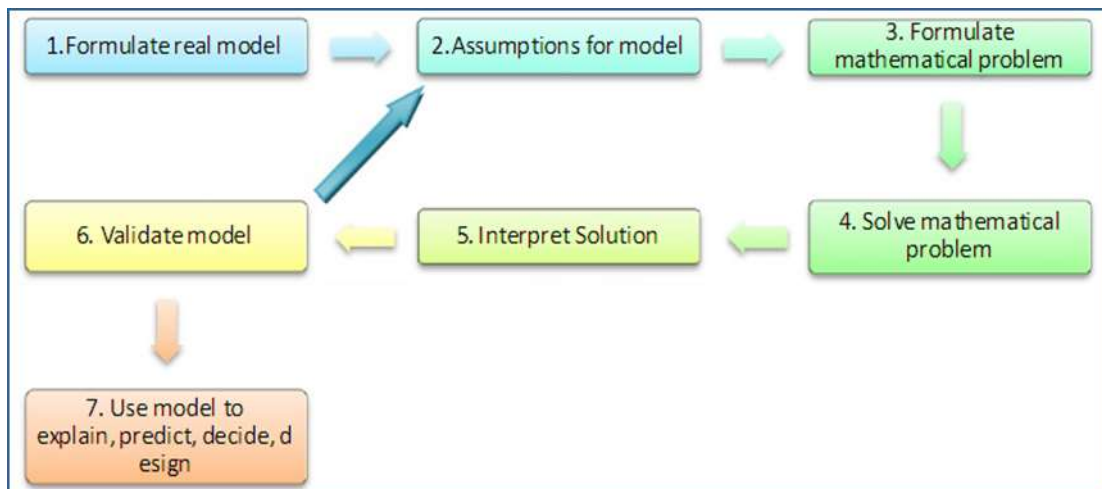 1.Formulate real model
2.Assumptions for model
3. Formulate
mathematical problem
6. Validate model
5. Interpret Solution
4. Solve mathematical
problem
7. Use model to
explain, predict, decide, d
esign